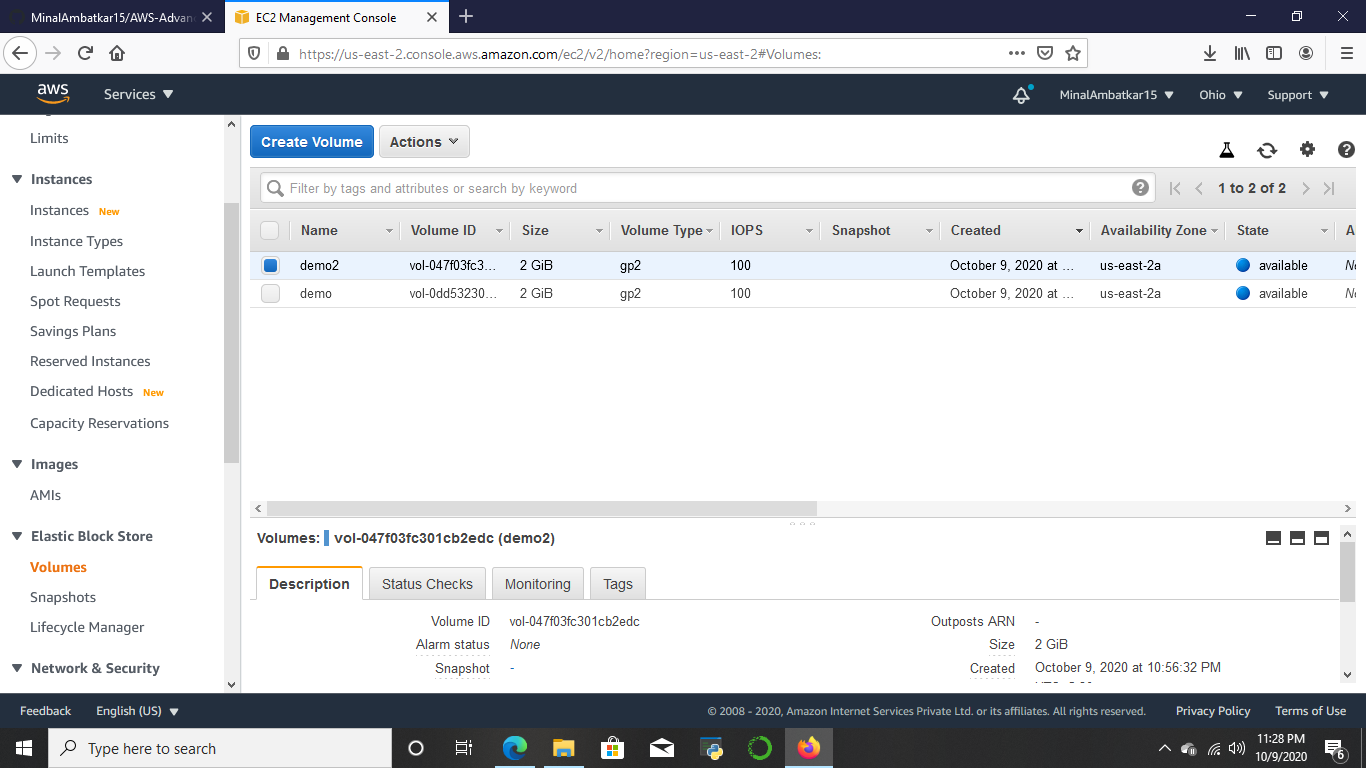 MinalAmbatkar15/AWS-Advan
EC2 Management Console
https://us-east-2.console.aws.amazon.com/ec2/v2/home?region=us-east-2#Volumes:
aws
Services
MinalAmbatkar15
Ohio
Support
Limits
Instances
Instances New
Instance Types
Launch Templates
Spot Requests
Savings Plans
Reserved Instances
Dedicated Hosts New
Capacity Reservations
Images
AMIs
Elastic Block Store
Volumes
Snapshots
Lifecycle Manager
Network & Security
Create Volume
Actions
Filter by tags and attributes or search by keyword
1 to 2 of 2
Name Volume ID Size Volume Type IOPS Snapshot Created Availability Zone State
demo2 vol-047f03fc3... 2 GiB gp2 100 October 9, 2020 at ... us-east-2a available
demo vol-0dd53230... 2 GiB gp2 100 October 9, 2020 at ... us-east-2a available
Volumes: vol-047f03fc301cb2edc (demo2)
Description Status Checks Monitoring Tags
Volume ID vol-047f03fc301cb2edc Outposts ARN -
Alarm status None Size 2 GiB
Snapshot - Created October 9, 2020 at 10:56:32 PM
Feedback English (US)
© 2008 - 2020, Amazon Internet Services Private Ltd. or its affiliates. All rights reserved. Privacy Policy Terms of Use
Type here to search
11:28 PM
10/9/2020
6